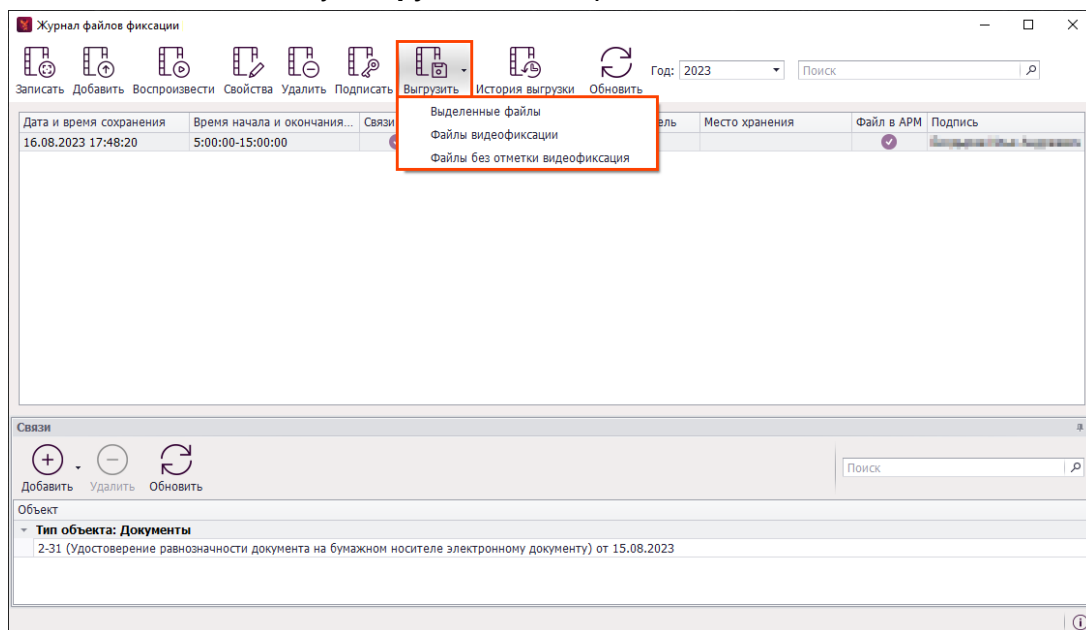 Журнал файлов фиксации
Записать Добавить Воспроизвести Свойства Удалить Подписать Выгрузить История выгрузки Обновить Год: 2023 Поиск
Выделенные файлы
Файлы видеофиксации
Файлы без отметки видеофиксация
Дата и время сохранения Время начала и окончания... Связи Место хранения Файл в АРМ Подпись
16.08.2023 17:48:20 5:00:00-15:00:00
Связи
Добавить Удалить Обновить Поиск
Объект
Тип объекта: Документы
2-31 (Удостоверение равнозначности документа на бумажном носителе электронному документу) от 15.08.2023